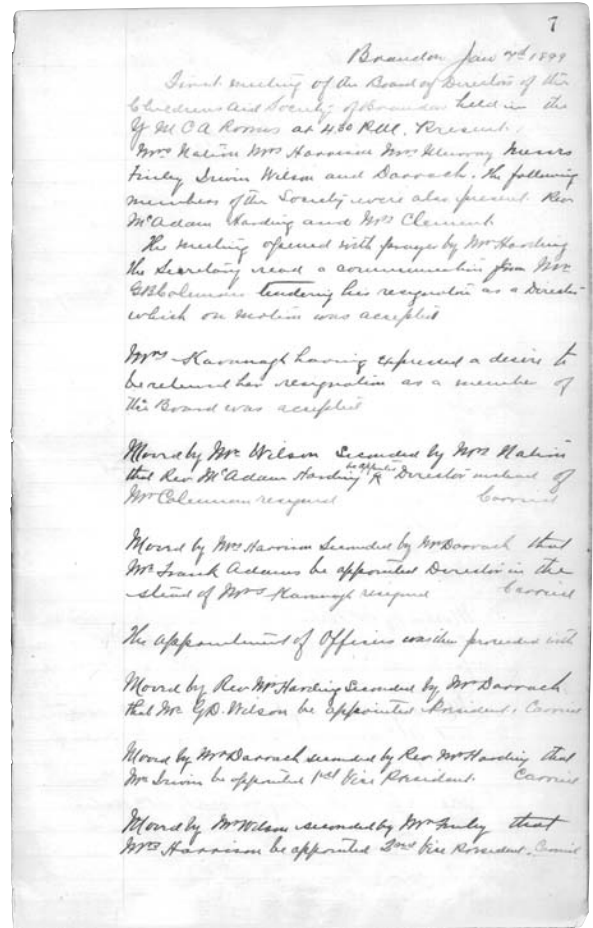 7
Brandon Jan 7th 1899
First meeting of the Board of Directors of the
Childrens Aid Society of Brandon held in the
Y M C A Rooms at 4.30 P.M. Present.
Mrs Nation Mrs Harrison Mrs Murray Messrs
Finly Irwin Wilson and Darrach. The following
members of the Society were also present Rev
McAdam Harding and Mrs Clement
The meeting opened with prayer by Mr Harding
the Secretary read a communication from Mr
G B Coleman tendering his resignation as a Director
which on motion was accepted
Mrs Kavanagh having expressed a desire to
be relieved her resignation as a member of
the Board was accepted
Moved by Mr Wilson Seconded by Mrs Nation
that Rev McAdam Harding be appointed Director instead of
Mr Coleman resigned Carried
Moved by Mrs Harrison Seconded by Mr Darrach that
Mr Frank Adams be appointed Director in the
stead of Mrs Kavanagh resigned Carried
The appointment of Officers was then proceeded with
Moved by Rev Mr Harding Seconded by Mr Darrach
that Mr G.D. Wilson be appointed President. Carried
Moved by Mr Darrach seconded by Rev Mr Harding that
Mr Irwin be appointed 1st Vice President. Carried
Moved by Mr Wilson seconded by Mr Finly that
Mrs Harrison be appointed 2nd Vice President. Carried